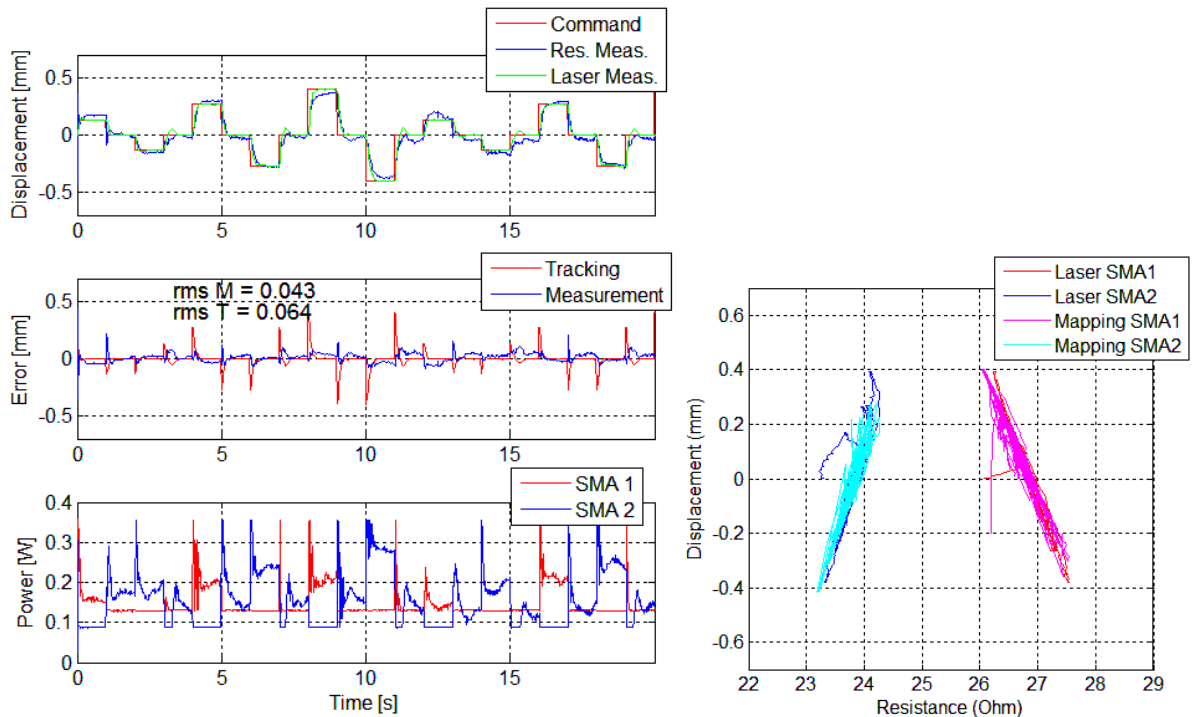 Command
Res. Meas.
Laser Meas.
Displacement [mm]
0.5
0
-0.5
0 5 10 15
Tracking
Measurement
rms M = 0.043
rms T = 0.064
Error [mm]
0.5
0
-0.5
0 5 10 15
SMA 1
SMA 2
Power [W]
0.4
0.3
0.2
0.1
0
0 5 10 15
Time [s]
Laser SMA1
Laser SMA2
Mapping SMA1
Mapping SMA2
Displacement (mm)
0.6
0.4
0.2
0
-0.2
-0.4
-0.6
22 23 24 25 26 27 28 29
Resistance (Ohm)